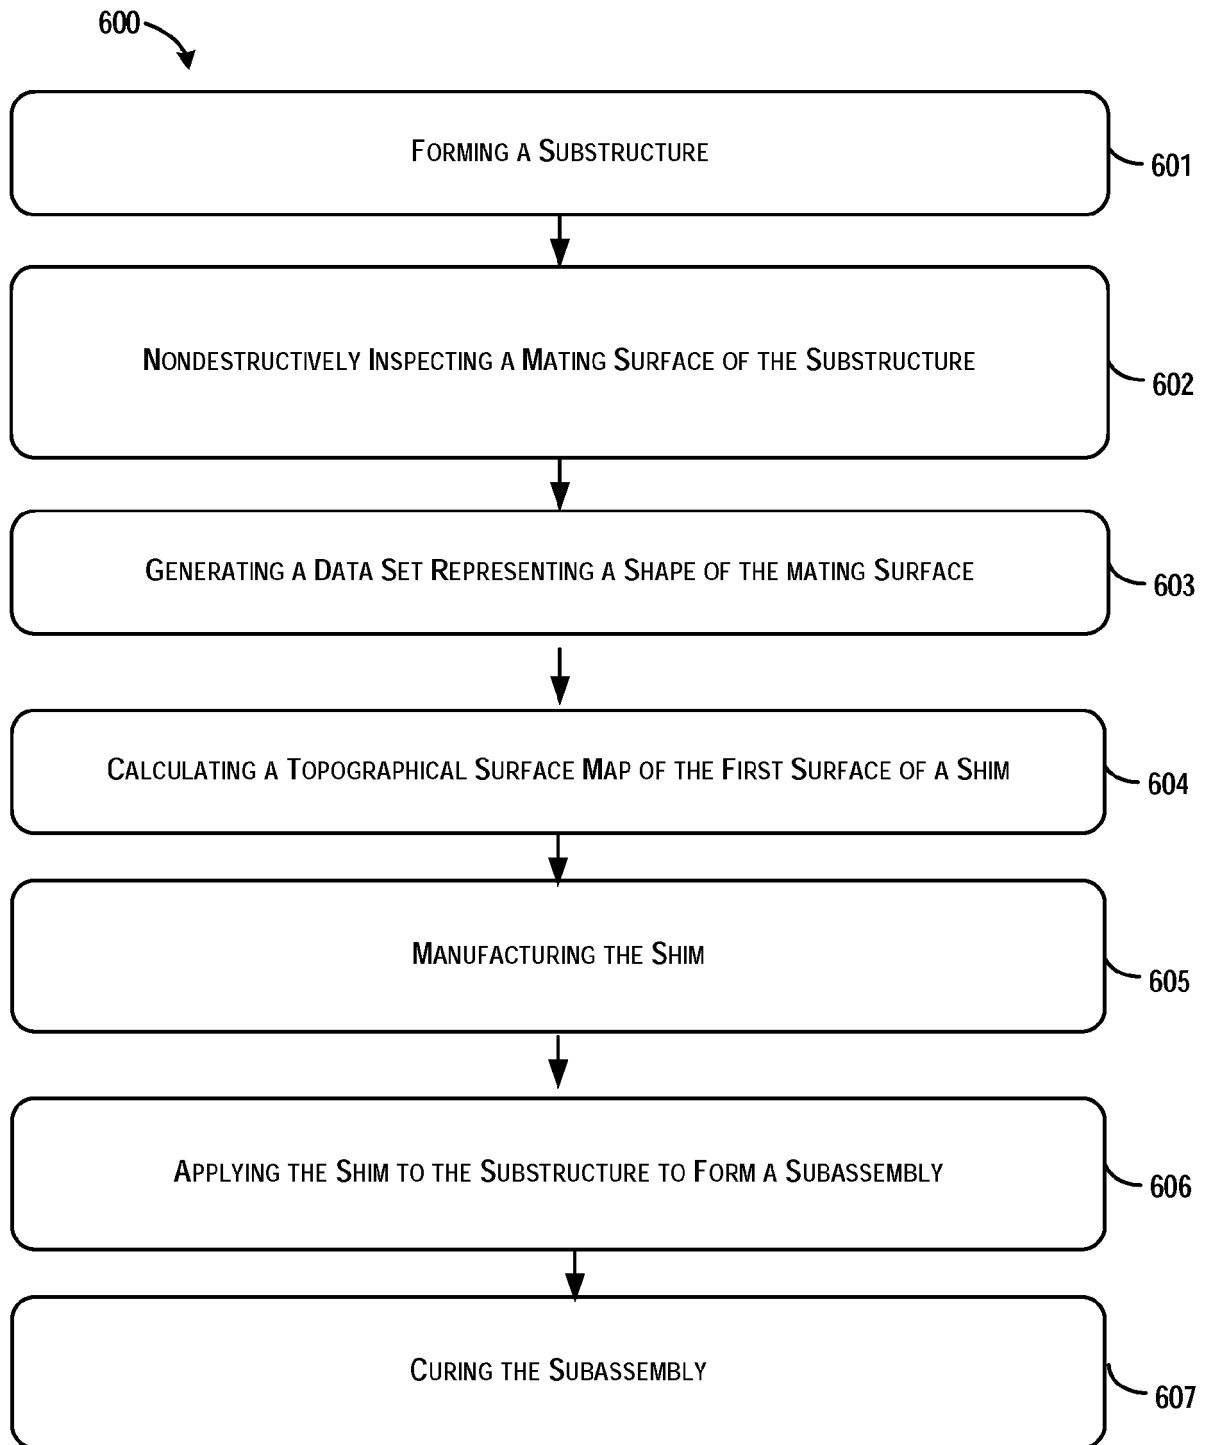 600
FORMING A SUBSTRUCTURE
601
NONDESTRUCTIVELY INSPECTING A MATING SURFACE OF THE SUBSTRUCTURE
602
GENERATING A DATA SET REPRESENTING A SHAPE OF THE MATING SURFACE
603
CALCULATING A TOPOGRAPHICAL SURFACE MAP OF THE FIRST SURFACE OF A SHIM
604
MANUFACTURING THE SHIM
605
APPLYING THE SHIM TO THE SUBSTRUCTURE TO FORM A SUBASSEMBLY
606
CURING THE SUBASSEMBLY
607